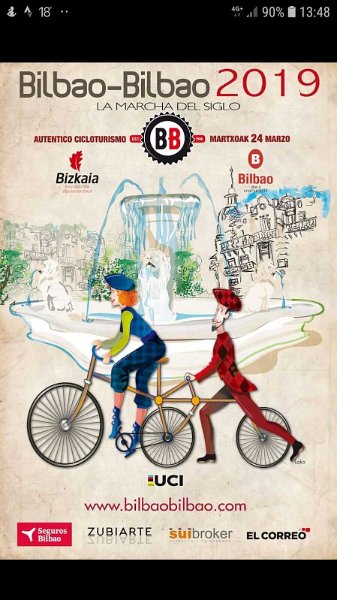 18°
4G+ 90% 13:48
Bilbao-Bilbao 2019
LA MARCHA DEL SIGLO
AUTENTICO CICLOTURISMO
BB
MARTXOAK 24 MARZO
Bizkaia
B
Bilbao
Loko
UCI
www.bilbaobilbao.com
Seguros
Bilbao
ZUBIARTE
suibroker
EL CORREO